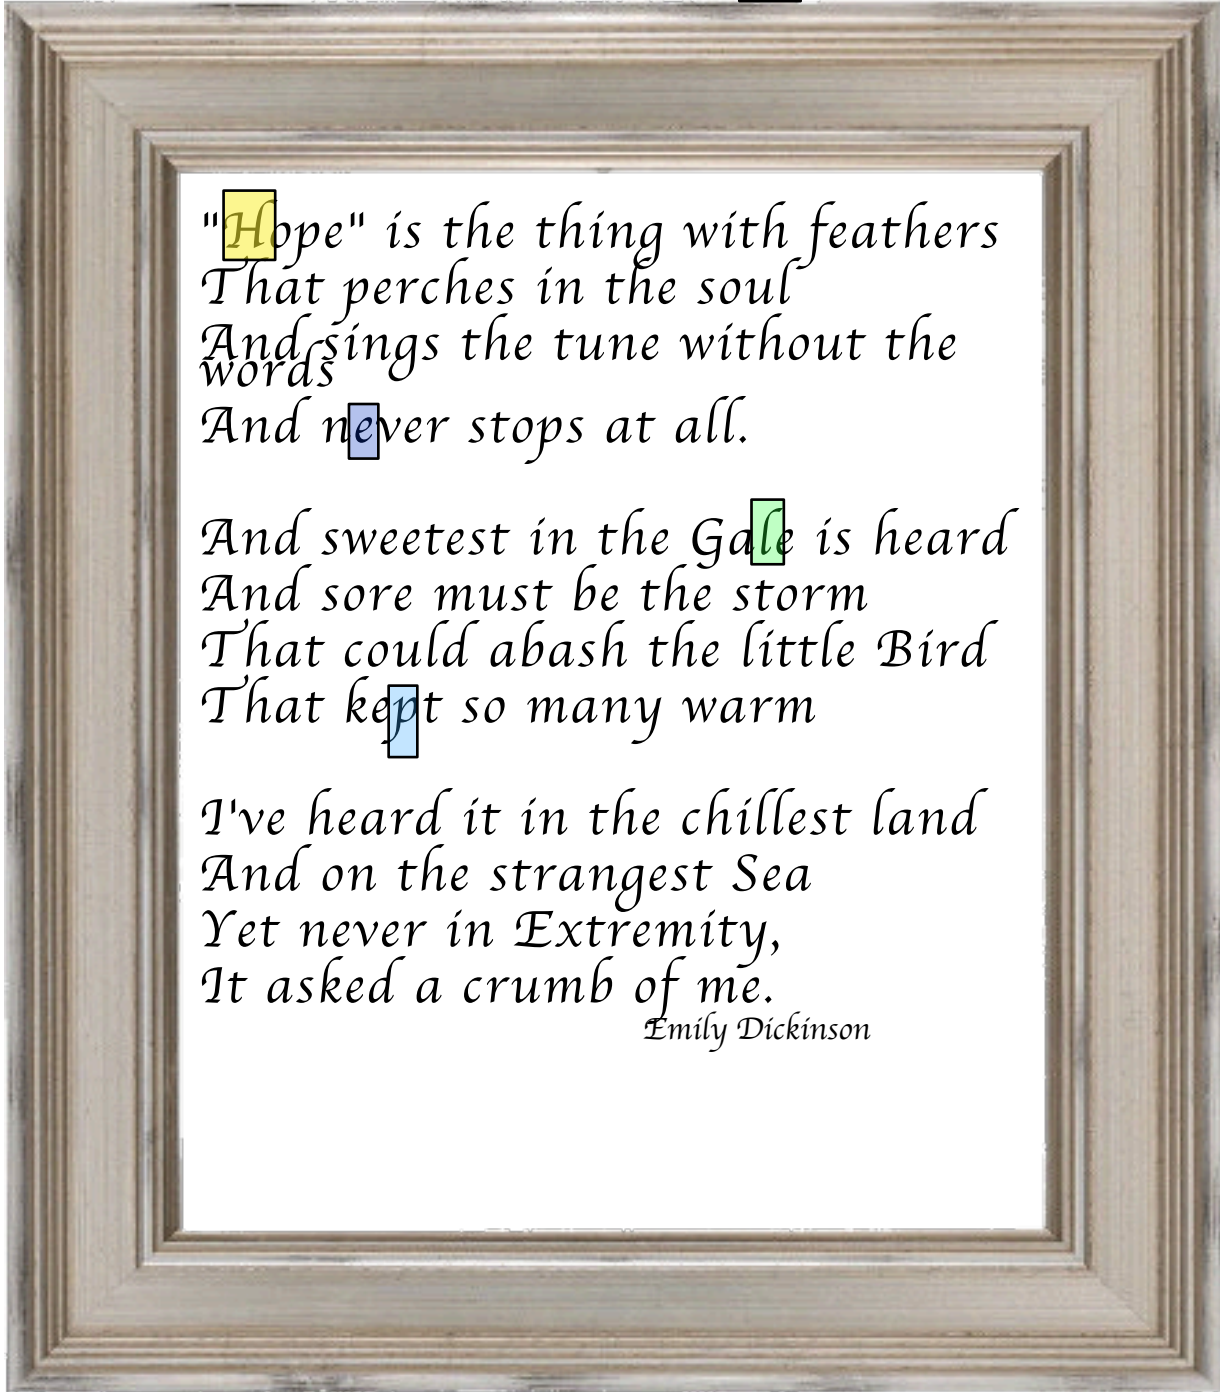 "Hope" is the thing with feathers
That perches in the soul
And sings the tune without the
words
And never stops at all.
And sweetest in the Gale is heard
And sore must be the storm
That could abash the little Bird
That kept so many warm
I've heard it in the chillest land
And on the strangest Sea
Yet never in Extremity,
It asked a crumb of me.
Emily Dickinson